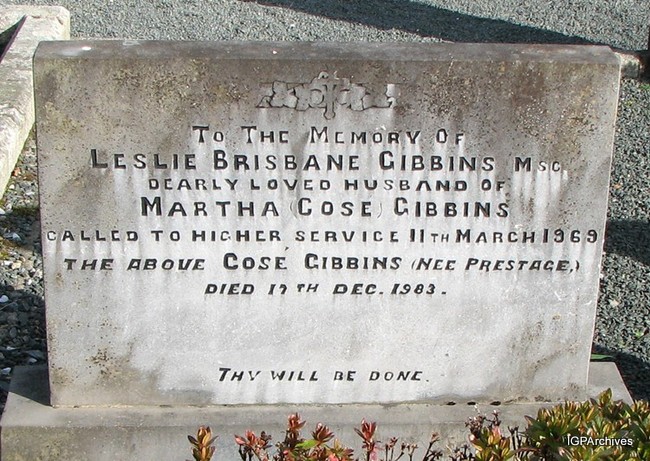 To The Memory Of
Leslie Brisbane Gibbins MSC.
dearly loved husband of
Martha (Cose) Gibbins
called to higher service 11th March 1969
the above Cosé Gibbins (nee Prestage.)
died 17th Dec. 1983.
Thy will be done.
IGPArchives